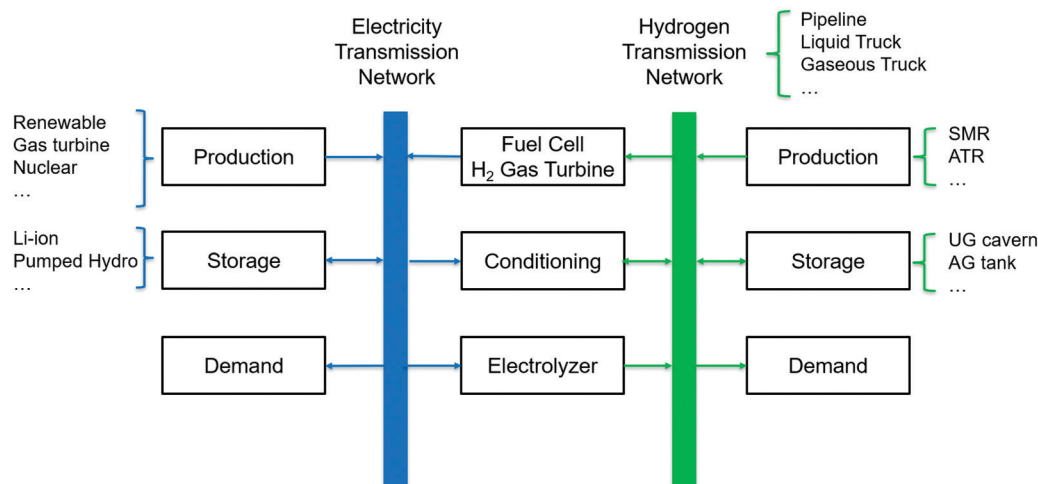 Electricity
Transmission
Network
Hydrogen
Transmission
Network
Pipeline
Liquid Truck
Gaseous Truck
…
Renewable
Gas turbine
Nuclear
…
Production
Fuel Cell
H₂ Gas Turbine
Production
SMR
ATR
…
Li-ion
Pumped Hydro
…
Storage
Conditioning
Storage
UG cavern
AG tank
…
Demand
Electrolyzer
Demand